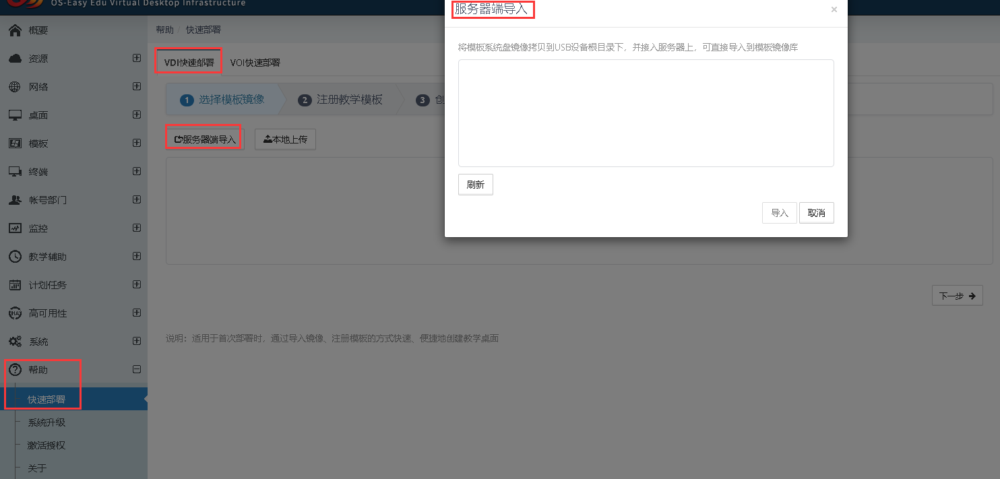 OS-Easy Edu Virtual Desktop Infrastructure
概要
资源
网络
桌面
模板
终端
帐号部门
监控
教学辅助
计划任务
高可用性
系统
帮助
快速部署
系统升级
激活授权
关于
帮助 / 快速部署
VDI快速部署 VOI快速部署
1 选择模板镜像 2 注册教学模板 3 创
服务器端导入 本地上传
下一步
说明：适用于首次部署时，通过导入镜像、注册模板的方式快速、便捷地创建教学桌面
服务器端导入 ×
将模板系统盘镜像拷贝到USB设备根目录下，并接入服务器上，可直接导入到模板镜像库
刷新
导入 取消